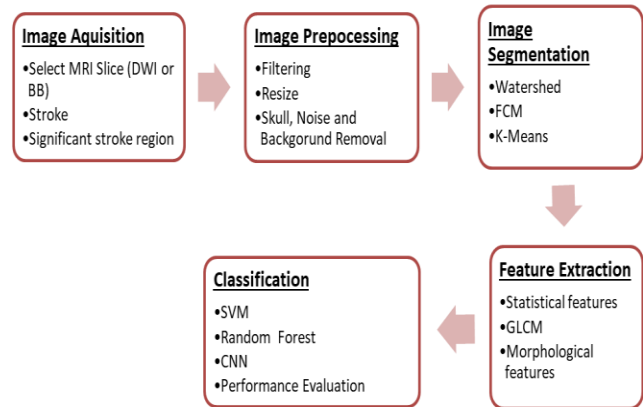 Image Aquisition
•Select MRI Slice (DWI or
BB)
•Stroke
•Significant stroke region
Image Prepocessing
•Filtering
•Resize
•Skull, Noise and
Backgorund Removal
Image
Segmentation
•Watershed
•FCM
•K-Means
Feature Extraction
•Statistical features
•GLCM
•Morphological
features
Classification
•SVM
•Random Forest
•CNN
•Performance Evaluation